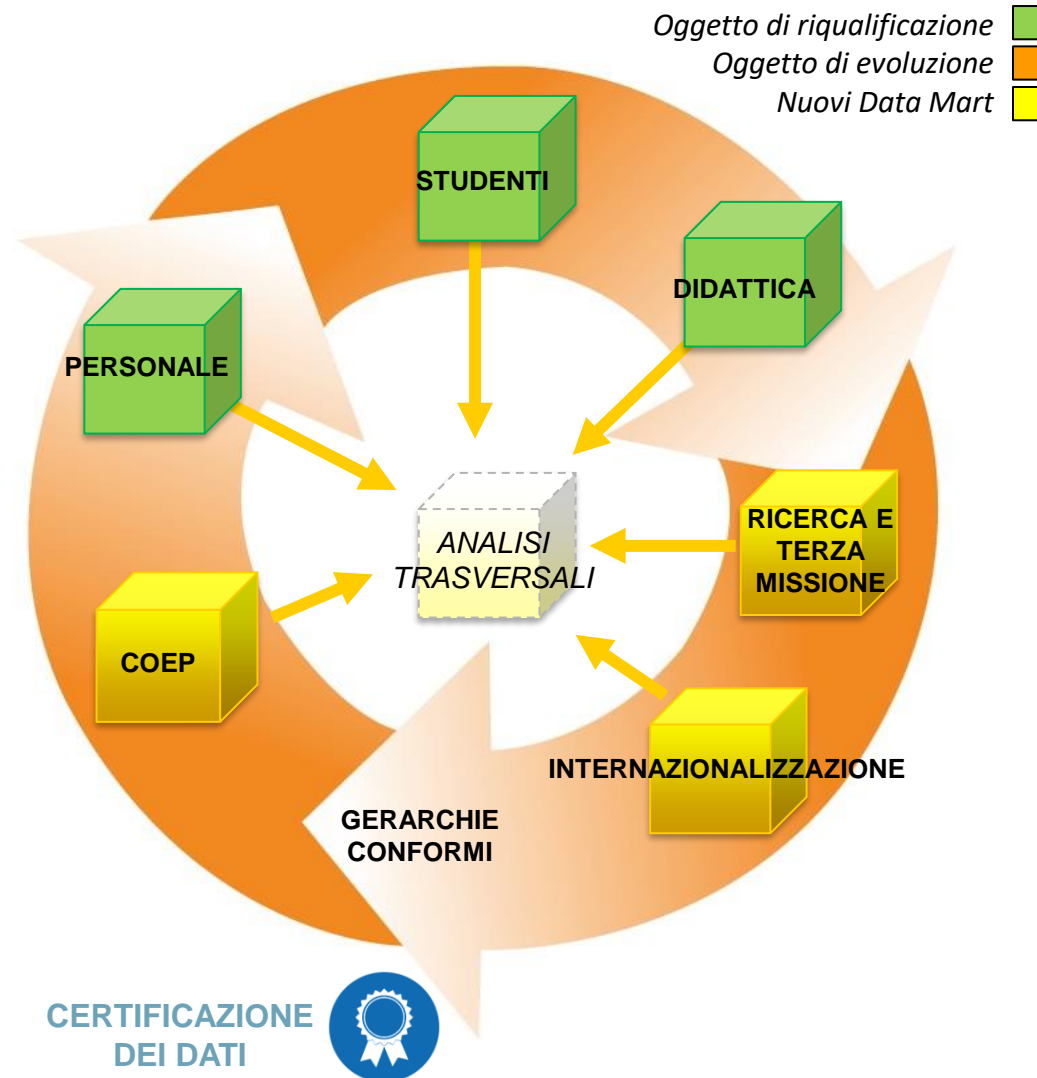 Oggetto di riqualificazione
Oggetto di evoluzione
Nuovi Data Mart
STUDENTI
DIDATTICA
PERSONALE
RICERCA E
TERZA
MISSIONE
ANALISI
TRASVERSALI
COEP
INTERNAZIONALIZZAZIONE
GERARCHIE
CONFORMI
CERTIFICAZIONE
DEI DATI